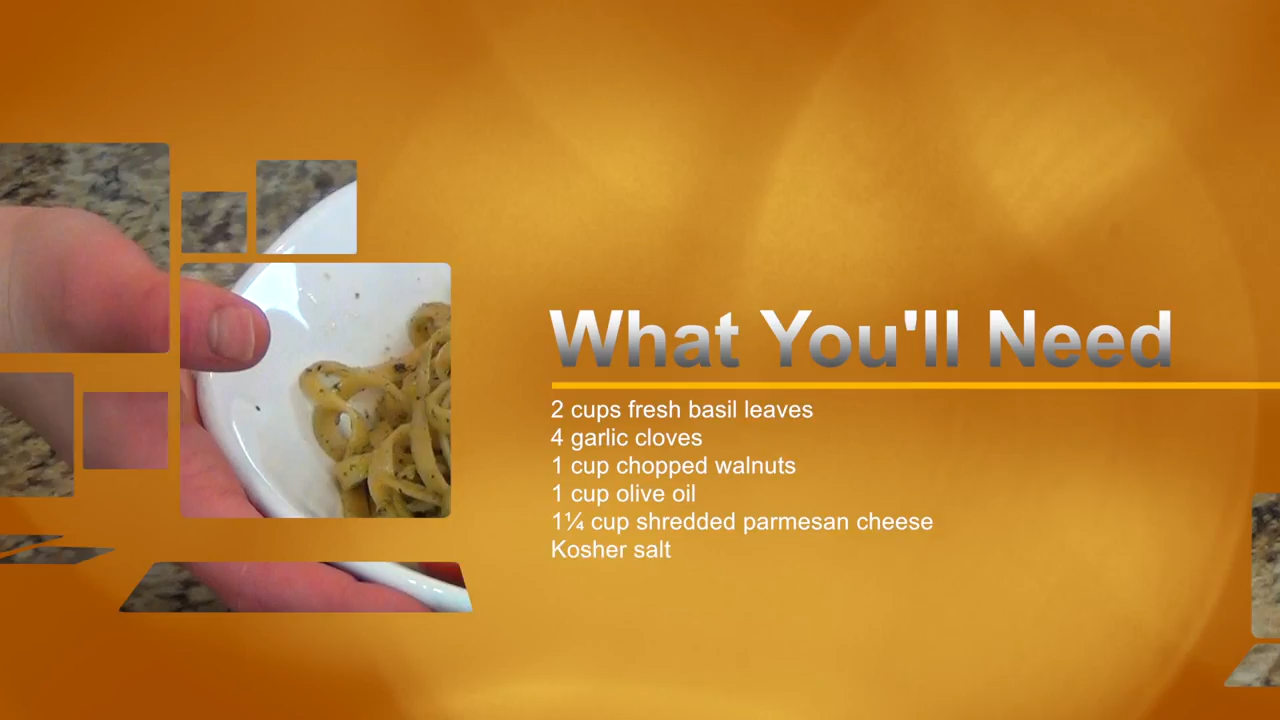 What You'll Need
2 cups fresh basil leaves
4 garlic cloves
1 cup chopped walnuts
1 cup olive oil
1¼ cup shredded parmesan cheese
Kosher salt